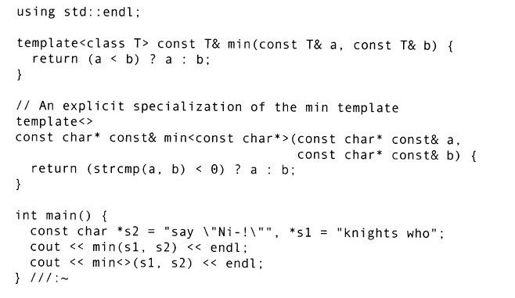 using std::endl;
template<class T> const T& min(const T& a, const T& b) {
return (a < b) ? a : b;
}
// An explicit specialization of the min template
template<>
const char* const& min<const char*>(const char* const& a,
const char* const& b) {
return (strcmp(a, b) < 0) ? a : b;
}
int main() {
const char *s2 = "say \"Ni-!\"", *s1 = "knights who";
cout << min(s1, s2) << endl;
cout << min<>(s1, s2) << endl;
} ///:~